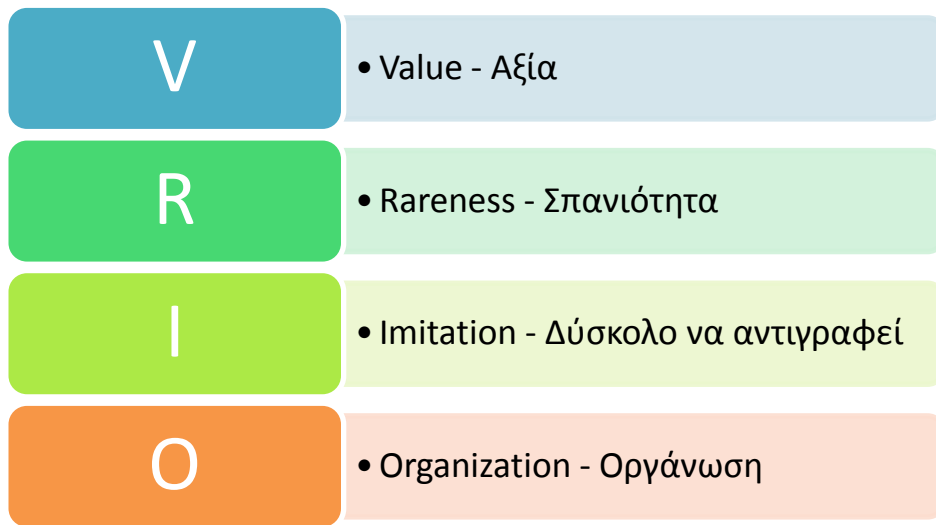 V
• Value - Αξία
R
• Rareness - Σπανιότητα
I
• Imitation - Δύσκολο να αντιγραφεί
O
• Organization - Οργάνωση